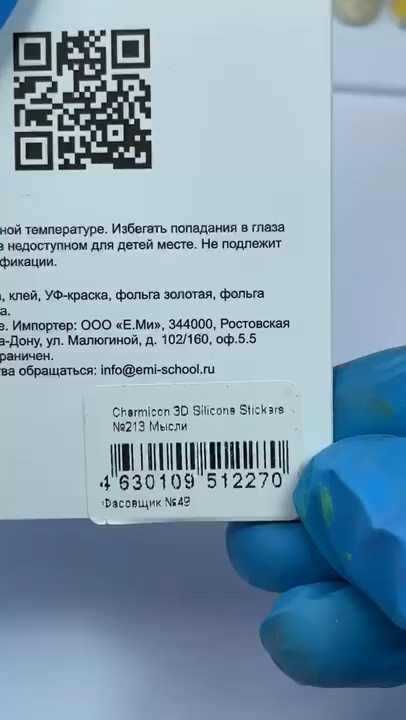 ной температуре. Избегать попадания в глаза
в недоступном для детей месте. Не подлежит
фикации.
, клей, УФ-краска, фольга золотая, фольга
а.
е. Импортер: ООО «Е.Ми», 344000, Ростовская
а-Дону, ул. Малюгиной, д. 102/160, оф.5.5
раничен.
тва обращаться: info@emi-school.ru
Charmicon 3D Silicone Stickers
№213 Мысли
4 630109 512270
Фасовщик №49